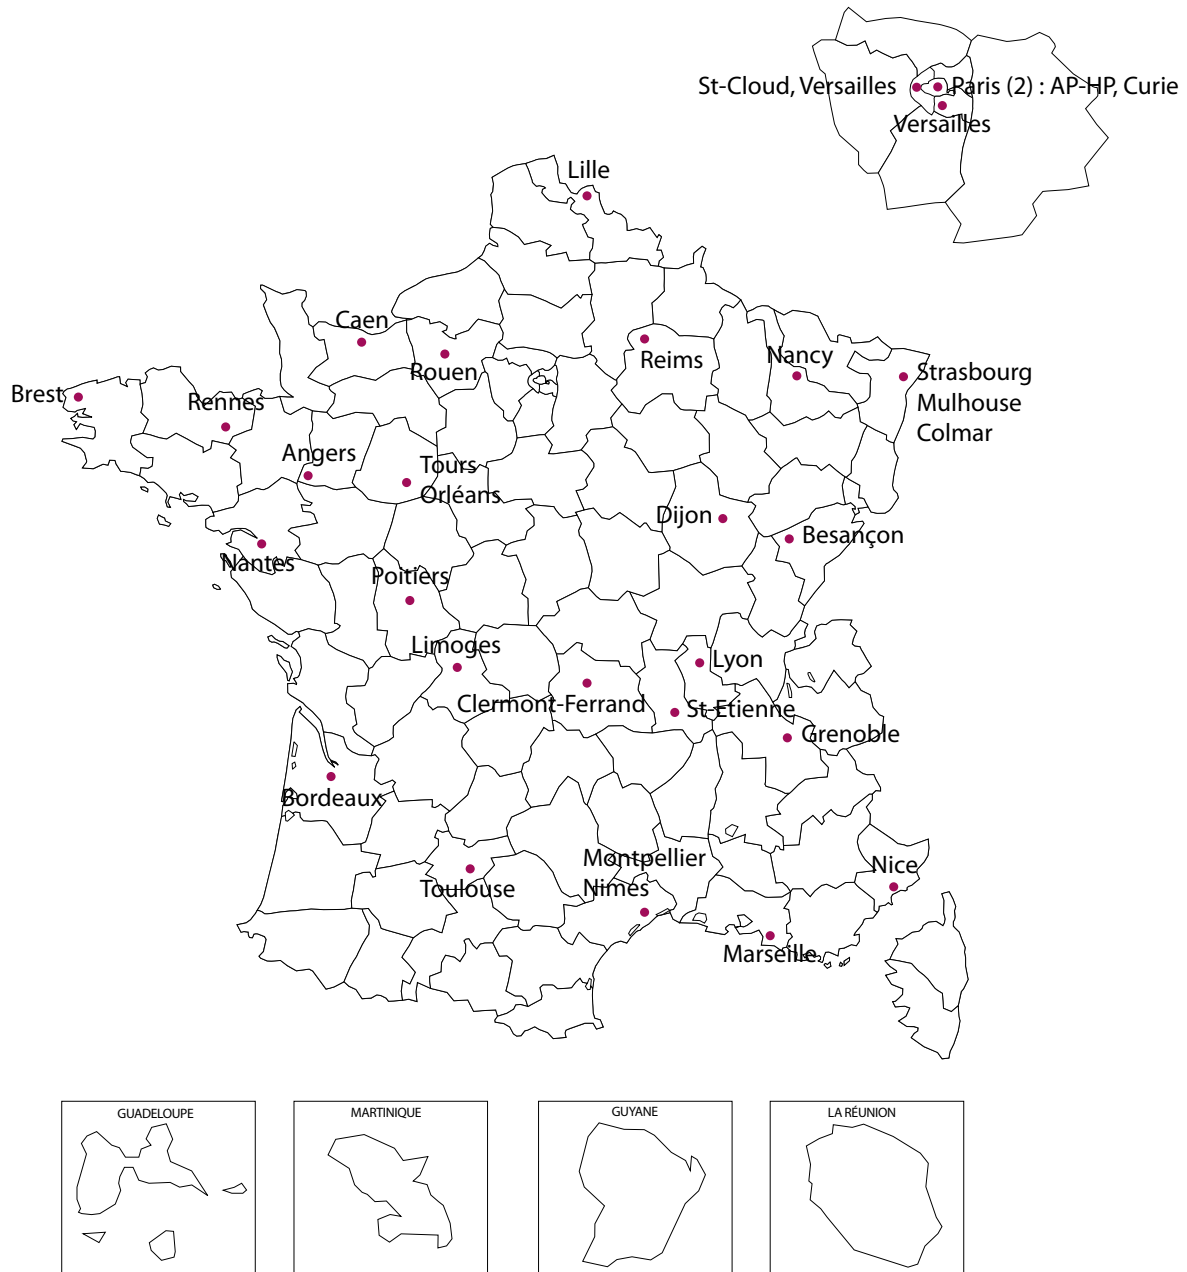 St-Cloud, Versailles
Paris (2) : AP-HP, Curie
Versailles
Lille
Caen
Rouen
Reims
Nancy
Strasbourg
Mulhouse
Colmar
Brest
Rennes
Angers
Tours
Orléans
Dijon
Besançon
Nantes
Poitiers
Limoges
Lyon
Clermont-Ferrand
St-Etienne
Grenoble
Bordeaux
Montpellier
Nimes
Toulouse
Nice
Marseille
GUADELOUPE
MARTINIQUE
GUYANE
LA RÉUNION